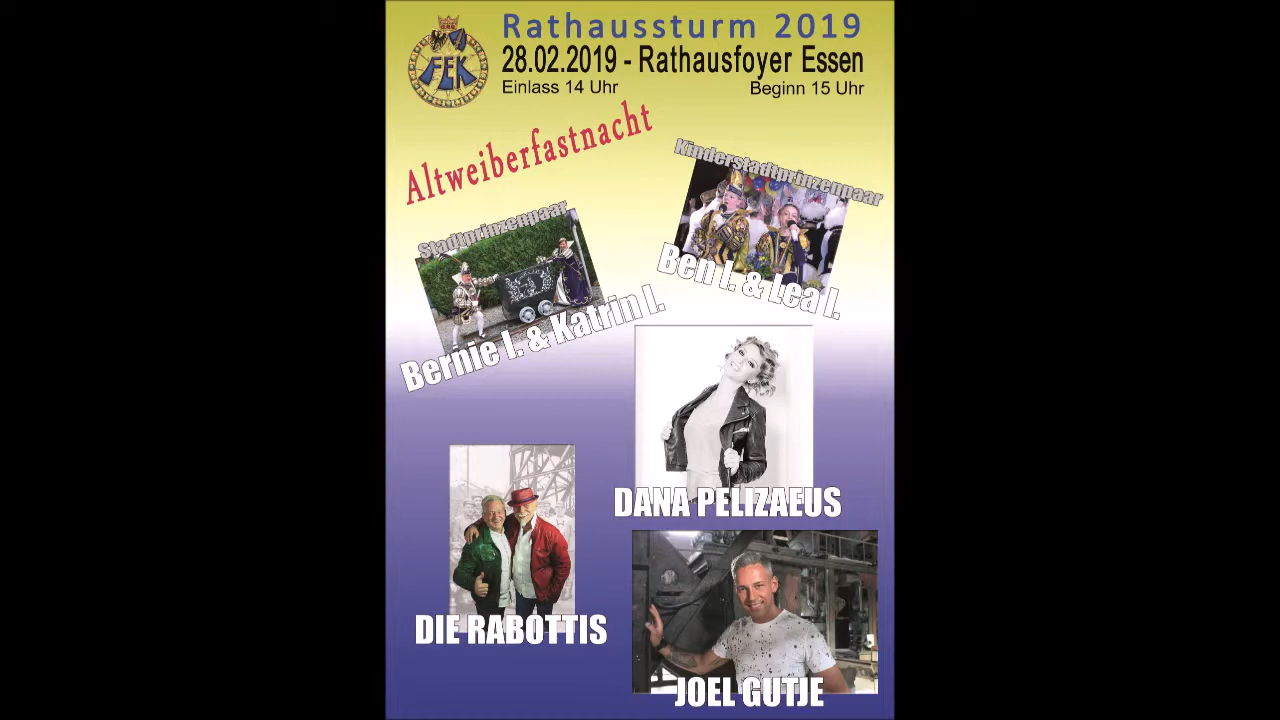 FEK
Rathaussturm 2019
28.02.2019 - Rathausfoyer Essen
Einlass 14 Uhr
Beginn 15 Uhr
Altweiberfastnacht
Kinderstadtprinzenpaar
Ben I. & Lea I.
Stadtprinzenpaar
Bernie I. & Katrin I.
DANA PELIZAEUS
DIE RABOTTIS
JOEL GUTJE